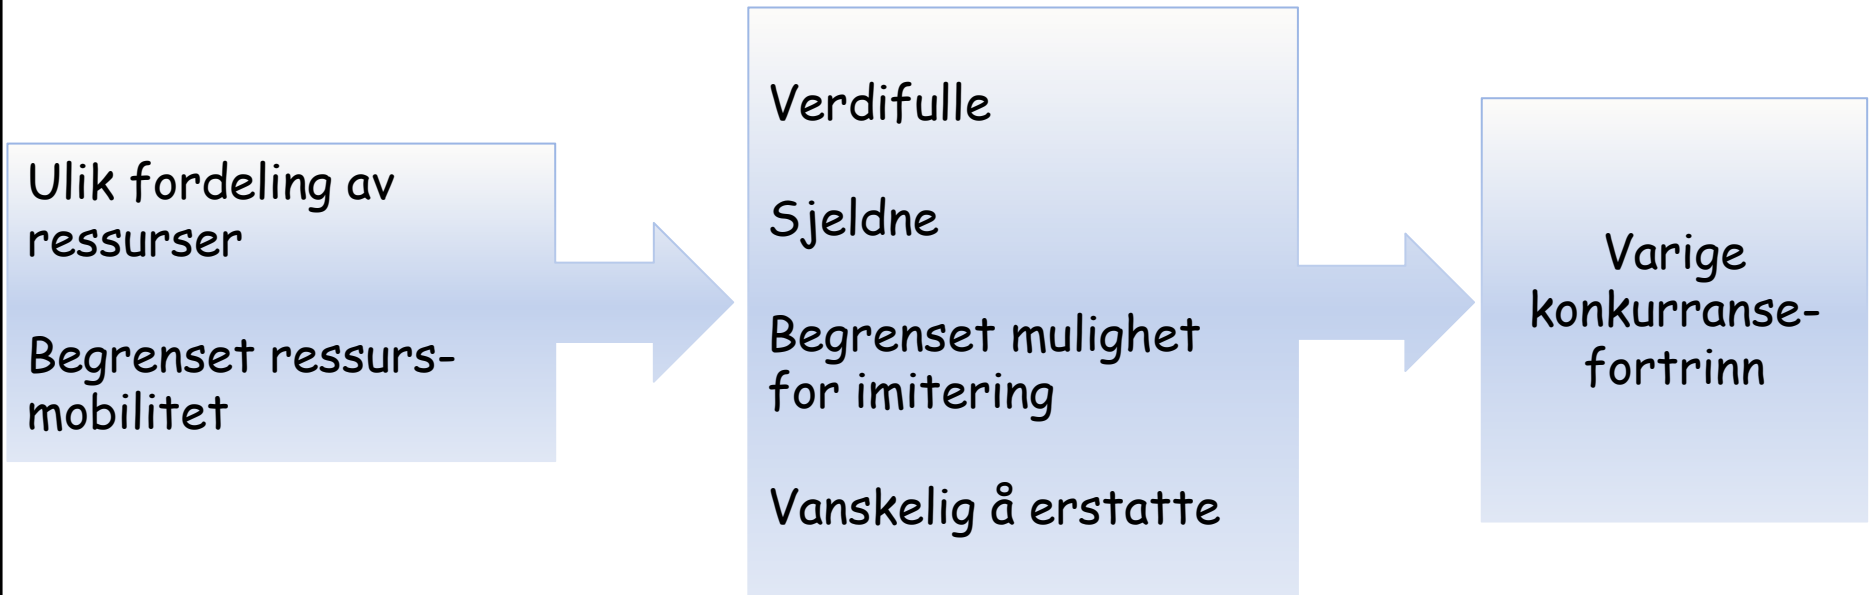 Ulik fordeling av
ressurser
Begrenset ressurs-
mobilitet
Verdifulle
Sjeldne
Begrenset mulighet
for imitering
Vanskelig å erstatte
Varige
konkurranse-
fortrinn